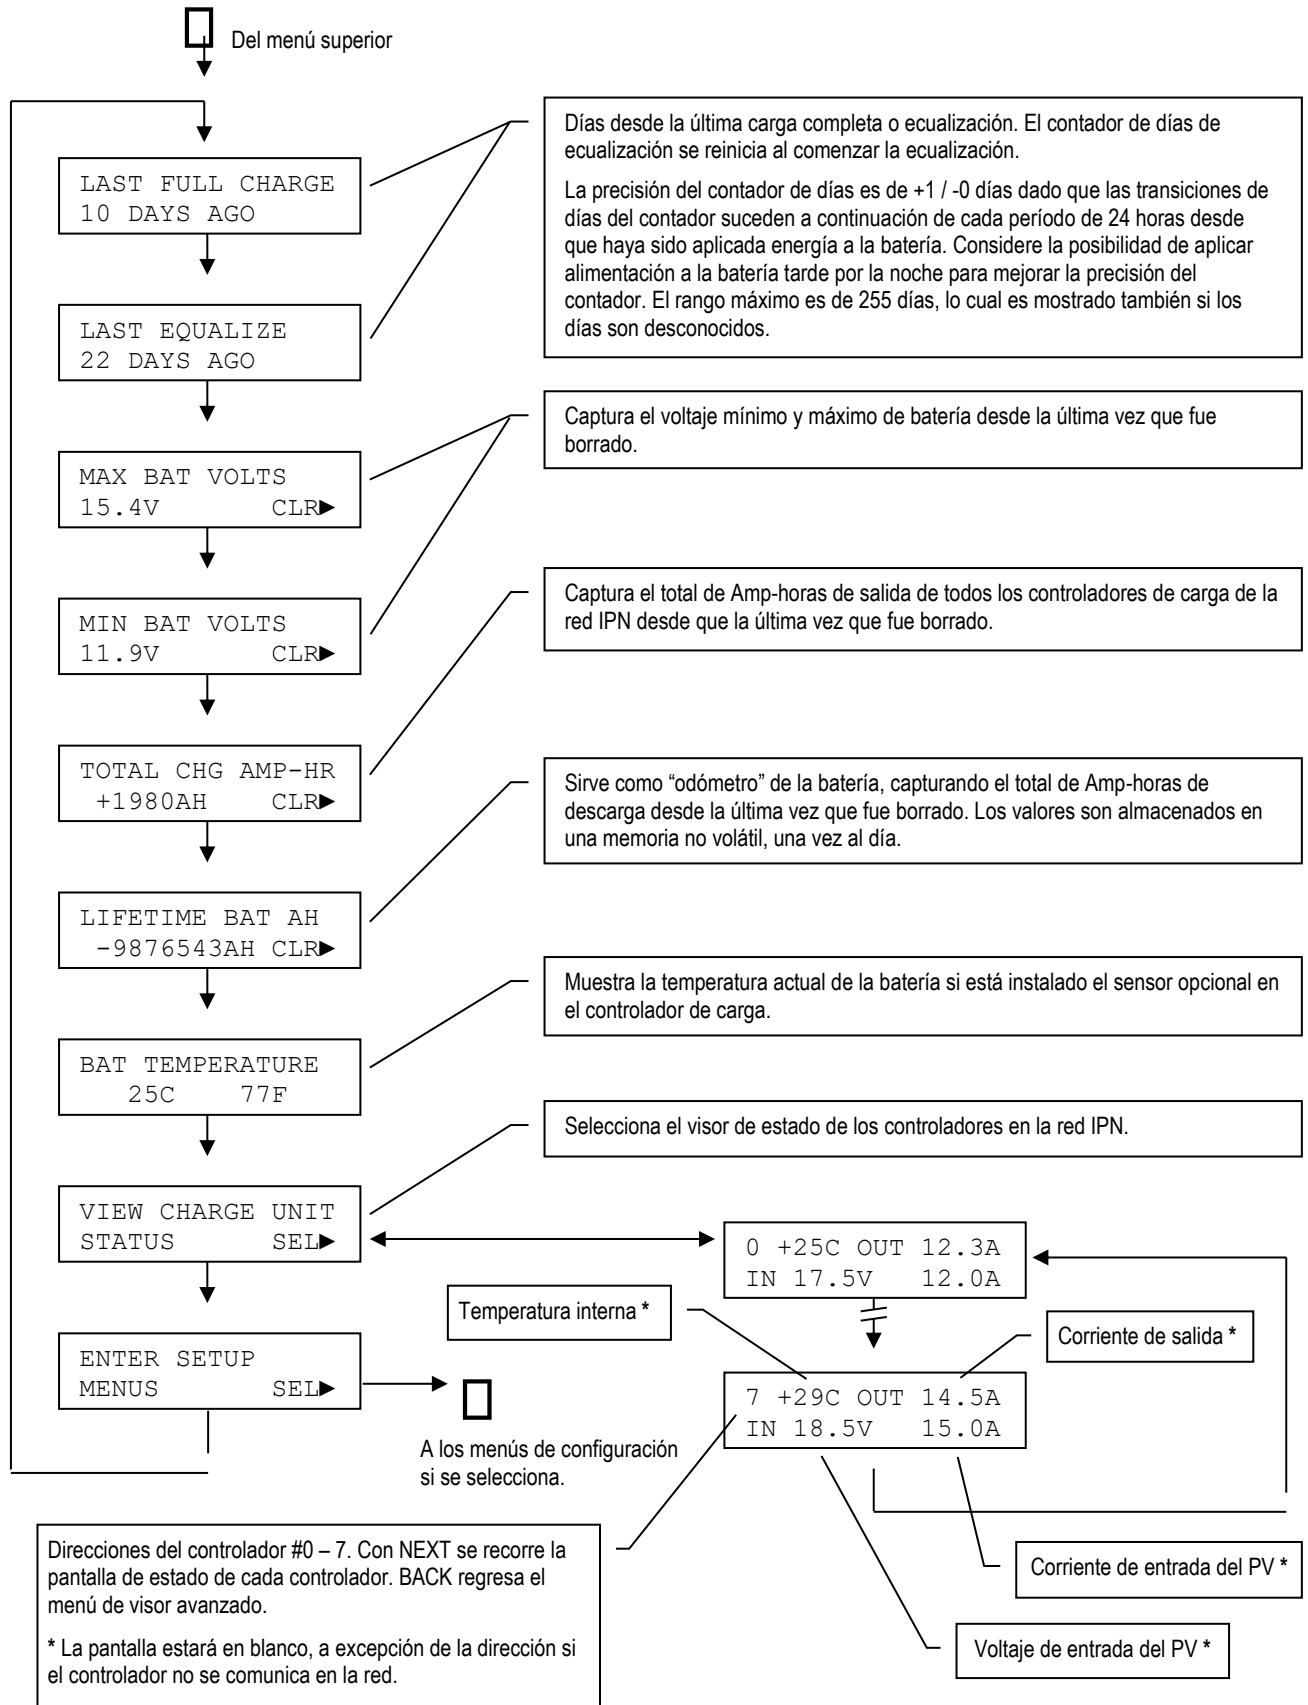 Del menú superior
LAST FULL CHARGE
10 DAYS AGO
Días desde la última carga completa o ecualización. El contador de días de
ecualización se reinicia al comenzar la ecualización.
La precisión del contador de días es de +1 / -0 días dado que las transiciones de
días del contador suceden a continuación de cada período de 24 horas desde
que haya sido aplicada energía a la batería. Considere la posibilidad de aplicar
alimentación a la batería tarde por la noche para mejorar la precisión del
contador. El rango máximo es de 255 días, lo cual es mostrado también si los
días son desconocidos.
LAST EQUALIZE
22 DAYS AGO
Captura el voltaje mínimo y máximo de batería desde la última vez que fue
borrado.
MAX BAT VOLTS
15.4V CLR►
MIN BAT VOLTS
11.9V CLR►
Captura el total de Amp-horas de salida de todos los controladores de carga de la
red IPN desde que la última vez que fue borrado.
TOTAL CHG AMP-HR
+1980AH CLR►
Sirve como “odómetro” de la batería, capturando el total de Amp-horas de
descarga desde la última vez que fue borrado. Los valores son almacenados en
una memoria no volátil, una vez al día.
LIFETIME BAT AH
-9876543AH CLR►
Muestra la temperatura actual de la batería si está instalado el sensor opcional en
el controlador de carga.
BAT TEMPERATURE
25C 77F
Selecciona el visor de estado de los controladores en la red IPN.
VIEW CHARGE UNIT
STATUS SEL►
0 +25C OUT 12.3A
IN 17.5V 12.0A
Temperatura interna *
Corriente de salida *
ENTER SETUP
MENUS SEL►
7 +29C OUT 14.5A
IN 18.5V 15.0A
A los menús de configuración
si se selecciona.
Direcciones del controlador #0 – 7. Con NEXT se recorre la
pantalla de estado de cada controlador. BACK regresa el
menú de visor avanzado.
* La pantalla estará en blanco, a excepción de la dirección si
el controlador no se comunica en la red.
Corriente de entrada del PV *
Voltaje de entrada del PV *